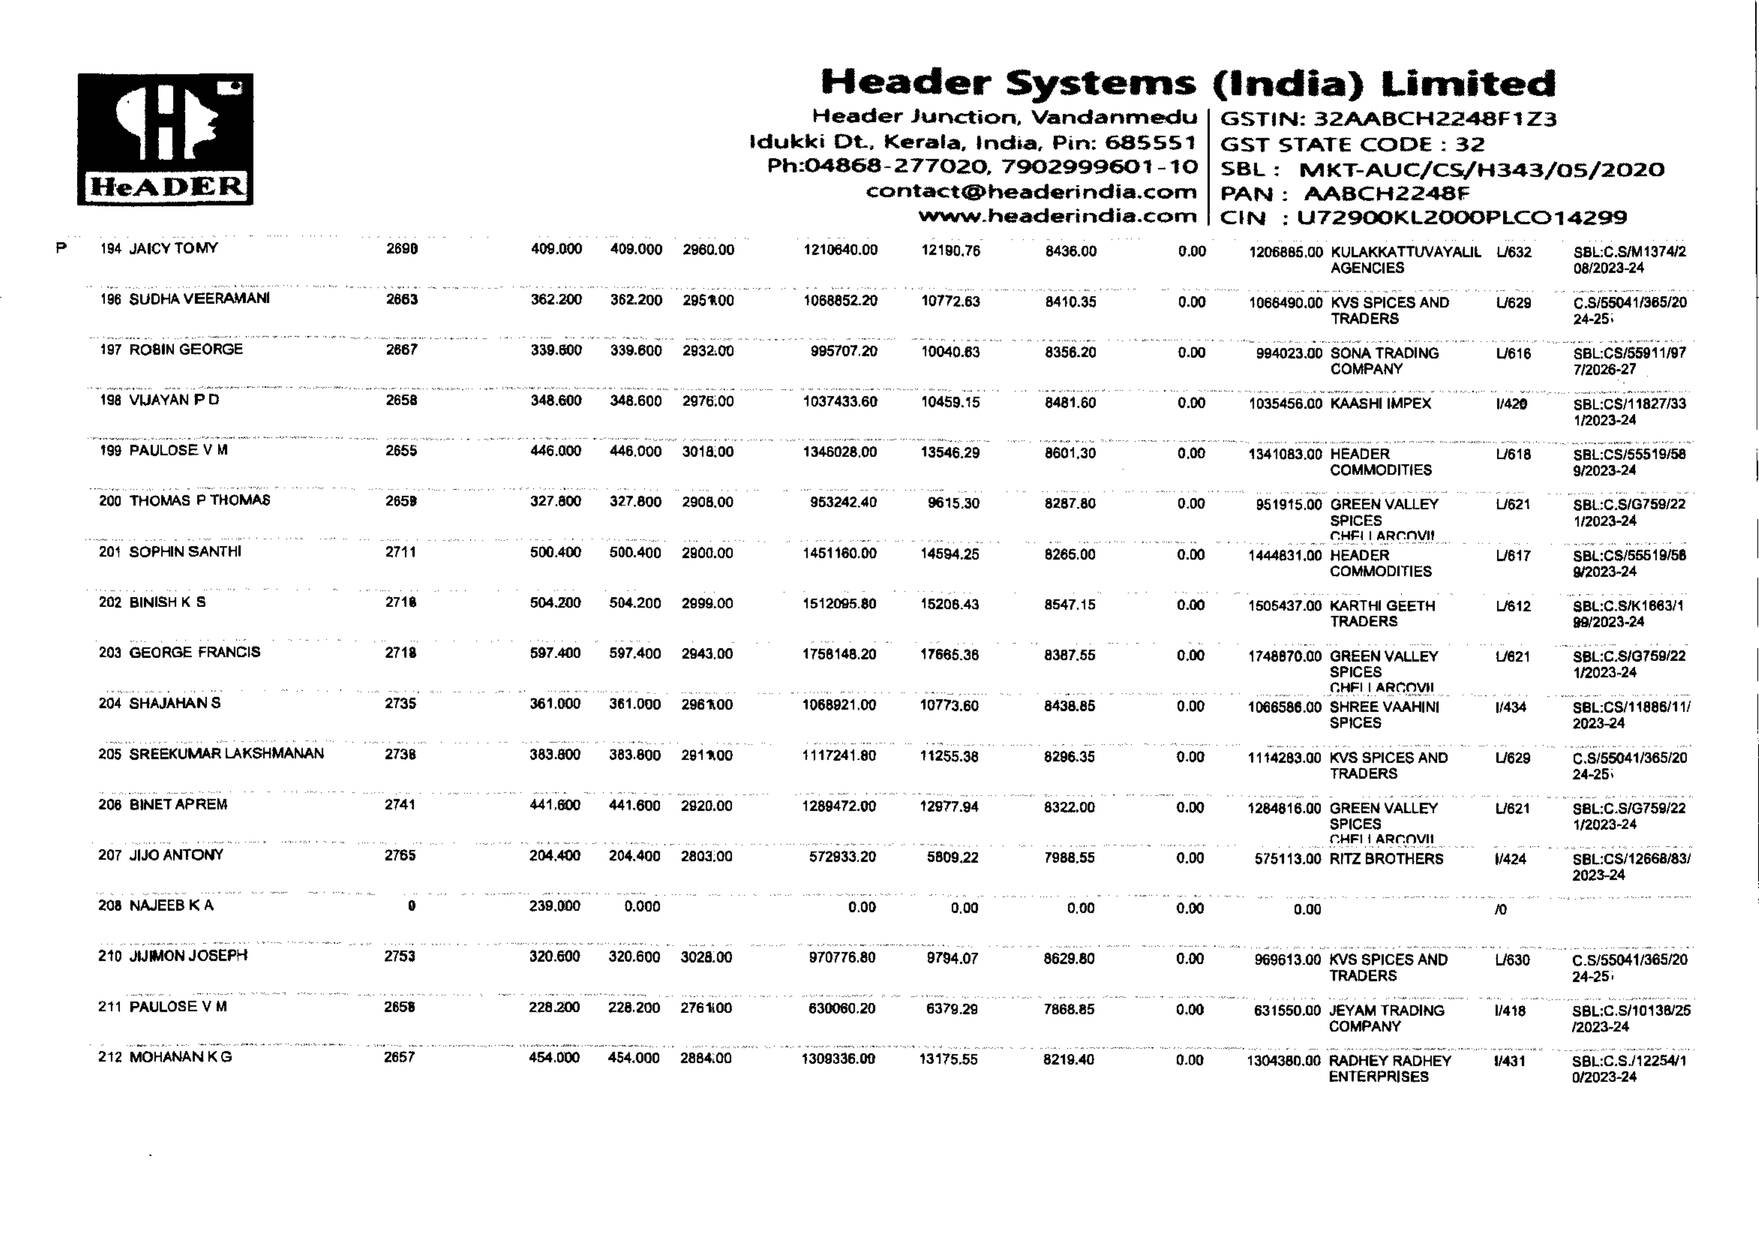 HeADER
Header Systems (India) Limited
Header Junction, Vandanmedu
Idukki Dt., Kerala, India, Pin: 685551
Ph:04868-277020, 7902999601-10
contact@headerindia.com
www.headerindia.com
GSTIN: 32AABCH2248F1Z3
GST STATE CODE : 32
SBL : MKT-AUC/CS/H343/05/2020
PAN : AABCH2248F
CIN : U72900KL2000PLCO14299
P 194 JAICY TOMY 2690 409.000 409.000 2960.00 1210640.00 12190.76 8436.00 0.00 1206885.00 KULAKKATTUVAYALIL L/632 SBL:C.S/M1374/2
AGENCIES 08/2023-24
196 SUDHA VEERAMANI 2663 362.200 362.200 2951.00 1068852.20 10772.63 8410.35 0.00 1066490.00 KVS SPICES AND L/629 C.S/55041/365/20
TRADERS 24-25
197 ROBIN GEORGE 2667 339.600 339.600 2932.00 995707.20 10040.63 8356.20 0.00 994023.00 SONA TRADING L/616 SBL:CS/55911/97
COMPANY 7/2026-27
198 VIJAYAN P D 2658 348.600 348.600 2976.00 1037433.60 10459.15 8481.60 0.00 1035456.00 KAASHI IMPEX I/420 SBL:CS/11827/33
1/2023-24
199 PAULOSE V M 2655 446.000 446.000 3018.00 1346028.00 13546.29 8601.30 0.00 1341083.00 HEADER L/618 SBL:CS/55519/58
COMMODITIES 9/2023-24
200 THOMAS P THOMAS 2659 327.800 327.800 2908.00 953242.40 9615.30 8287.80 0.00 951915.00 GREEN VALLEY L/621 SBL:C.S/G759/22
SPICES 1/2023-24
201 SOPHIN SANTHI 2711 500.400 500.400 2900.00 1451160.00 14594.25 8265.00 0.00 1444831.00 HEADER L/617 SBL:CS/55519/58
COMMODITIES 9/2023-24
202 BINISH K S 2716 504.200 504.200 2999.00 1512095.80 15206.43 8547.15 0.00 1505437.00 KARTHI GEETH L/612 SBL:C.S/K1663/1
TRADERS 99/2023-24
203 GEORGE FRANCIS 2718 597.400 597.400 2943.00 1758148.20 17665.36 8387.55 0.00 1748870.00 GREEN VALLEY L/621 SBL:C.S/G759/22
SPICES 1/2023-24
204 SHAJAHAN S 2735 361.000 361.000 2961.00 1068921.00 10773.60 8438.85 0.00 1066586.00 SHREE VAAHINI I/434 SBL:CS/11886/11/
SPICES 2023-24
205 SREEKUMAR LAKSHMANAN 2738 383.800 383.800 2911.00 1117241.80 11255.38 8296.35 0.00 1114283.00 KVS SPICES AND L/629 C.S/55041/365/20
TRADERS 24-25
206 BINET APREM 2741 441.600 441.600 2920.00 1289472.00 12977.94 8322.00 0.00 1284816.00 GREEN VALLEY L/621 SBL:C.S/G759/22
SPICES 1/2023-24
207 JIJO ANTONY 2765 204.400 204.400 2803.00 572933.20 5809.22 7988.55 0.00 575113.00 RITZ BROTHERS I/424 SBL:CS/12668/83/
2023-24
208 NAJEEB K A 0 239.000 0.000 0.00 0.00 0.00 0.00 0.00 /0
210 JIJIMON JOSEPH 2753 320.600 320.600 3028.00 970776.80 9794.07 8629.80 0.00 969613.00 KVS SPICES AND L/630 C.S/55041/365/20
TRADERS 24-25
211 PAULOSE V M 2656 228.200 228.200 2761.00 630060.20 6379.29 7868.85 0.00 631550.00 JEYAM TRADING I/418 SBL:C.S/10138/25
COMPANY /2023-24
212 MOHANAN K G 2657 454.000 454.000 2884.00 1309336.00 13175.55 8219.40 0.00 1304380.00 RADHEY RADHEY I/431 SBL:C.S./12254/1
ENTERPRISES 0/2023-24